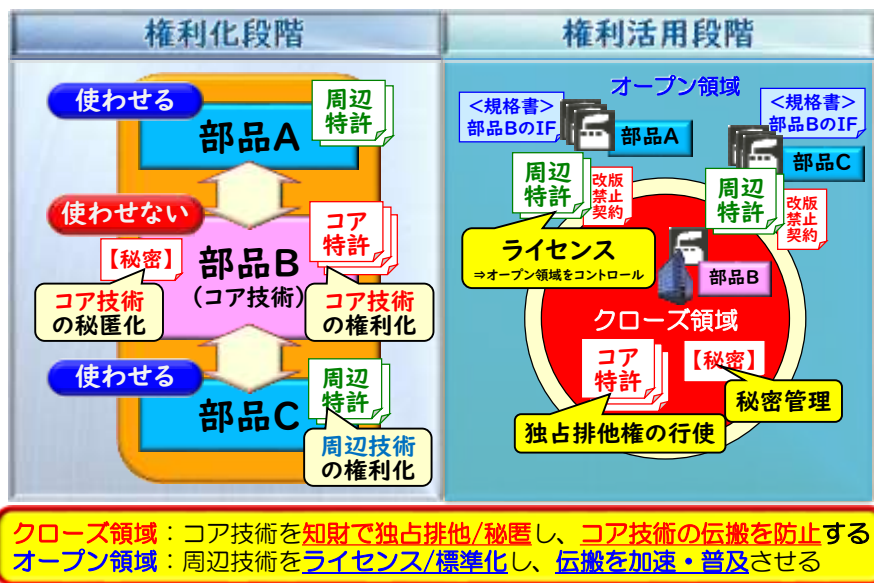 権利化段階
使わせる
周辺
特許
部品A
使わせない
コア
特許
【秘密】
部品B
(コア技術)
コア技術
の秘匿化
コア技術
の権利化
使わせる
周辺
特許
部品C
周辺技術
の権利化
権利活用段階
オープン領域
<規格書>
部品BのIF
部品A
<規格書>
部品BのIF
部品C
周辺
特許
改版
禁止
契約
周辺
特許
改版
禁止
契約
ライセンス
⇒オープン領域をコントロール
部品B
クローズ領域
コア
特許
【秘密】
秘密管理
独占排他権の行使
クローズ領域：コア技術を知財で独占排他/秘匿し、コア技術の伝搬を防止する
オープン領域：周辺技術をライセンス/標準化し、伝搬を加速・普及させる